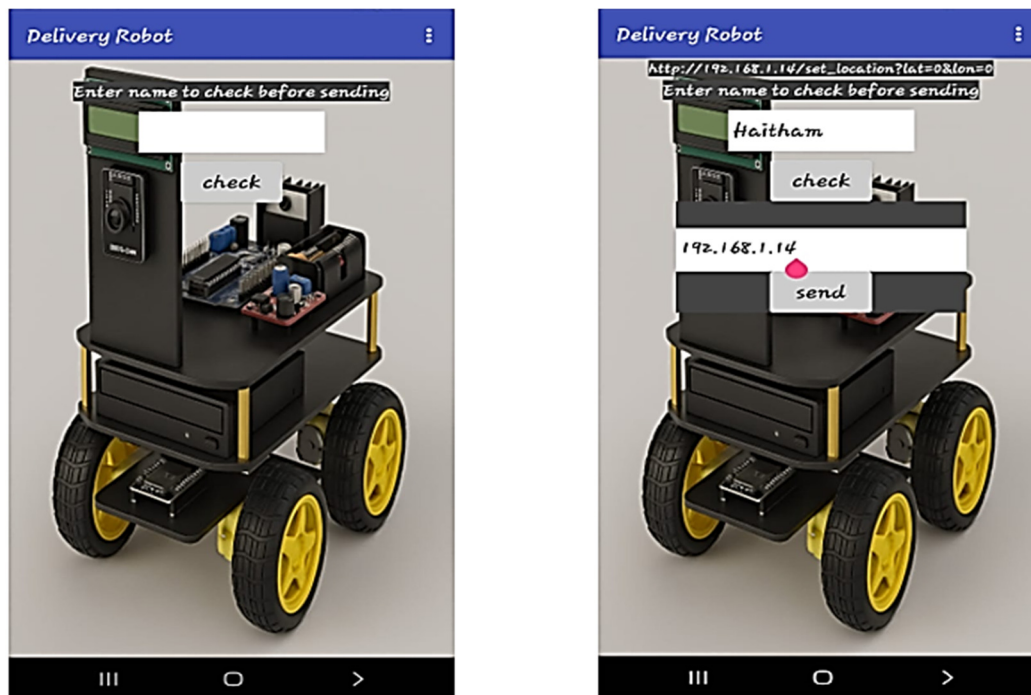 Delivery Robot
Enter name to check before sending
check
Delivery Robot
http://192.168.1.14/set_location?lat=0&lon=0
Enter name to check before sending
Haitham
check
192.168.1.14
send